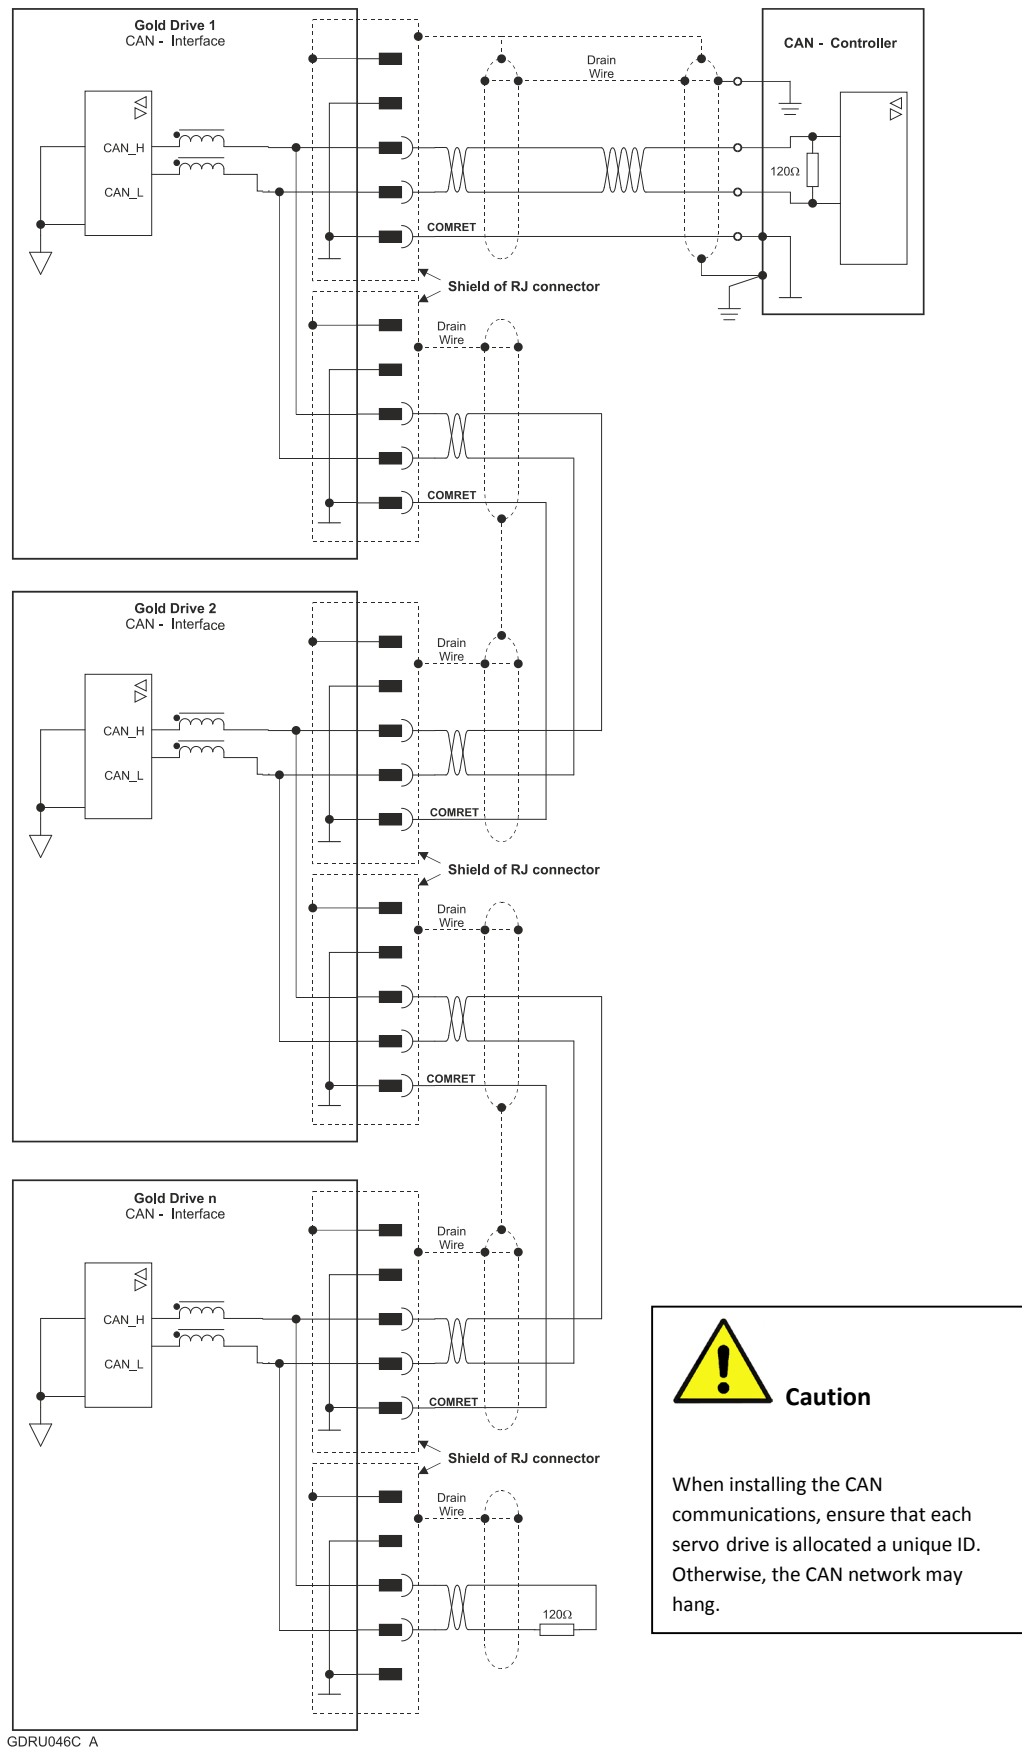 Gold Drive 1
CAN - Interface
CAN - Controller
Drain
Wire
CAN_H
CAN_L
120Ω
COMRET
Shield of RJ connector
Drain
Wire
COMRET
Gold Drive 2
CAN - Interface
Drain
Wire
CAN_H
CAN_L
COMRET
Shield of RJ connector
Drain
Wire
COMRET
Gold Drive n
CAN - Interface
Drain
Wire
CAN_H
CAN_L
COMRET
Shield of RJ connector
Drain
Wire
120Ω
Caution
When installing the CAN
communications, ensure that each
servo drive is allocated a unique ID.
Otherwise, the CAN network may
hang.
GDRU046C_A